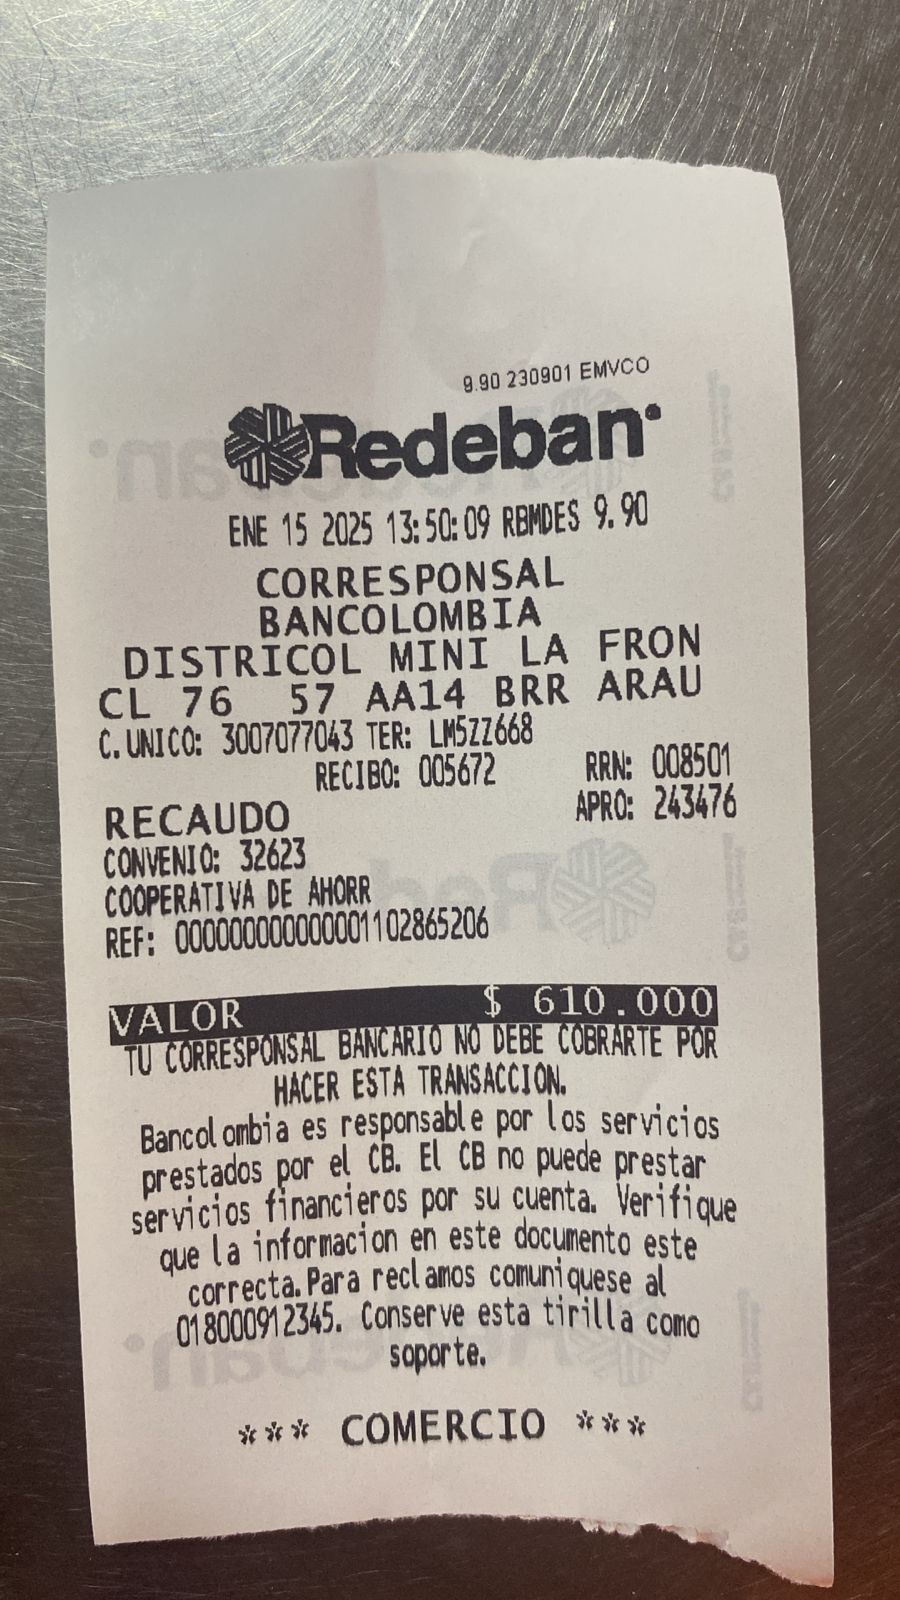 9.90 230901 EMVCO
Redeban
ENE 15 2025 13:50:09 RBMDES 9.90
CORRESPONSAL
BANCOLOMBIA
DISTRICOL MINI LA FRON
CL 76 57 AA14 BRR ARAU
C.UNICO: 3007077043 TER: LM5ZZ668
RECIBO: 005672 RRN: 008501
RECAUDO APRO: 243476
CONVENIO: 32623
COOPERATIVA DE AHORR
REF: 00000000000001102865206
VALOR $ 610.000
TU CORRESPONSAL BANCARIO NO DEBE COBRARTE POR
HACER ESTA TRANSACCION.
Bancolombia es responsable por los servicios
prestados por el CB. El CB no puede prestar
servicios financieros por su cuenta. Verifique
que la informacion en este documento este
correcta.Para reclamos comuniquese al
018000912345. Conserve esta tirilla como
soporte.
*** COMERCIO ***